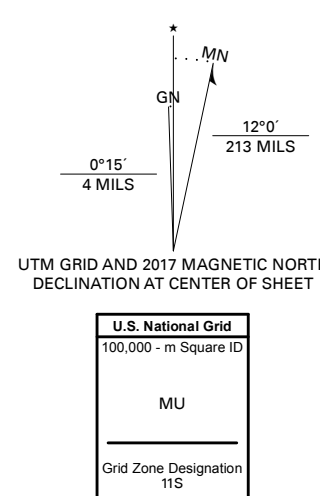 ★
MN
GN
12°0´
213 MILS
0°15´
4 MILS
UTM GRID AND 2017 MAGNETIC NORTH
DECLINATION AT CENTER OF SHEET
U.S. National Grid
100,000 - m Square ID
MU
Grid Zone Designation
11S